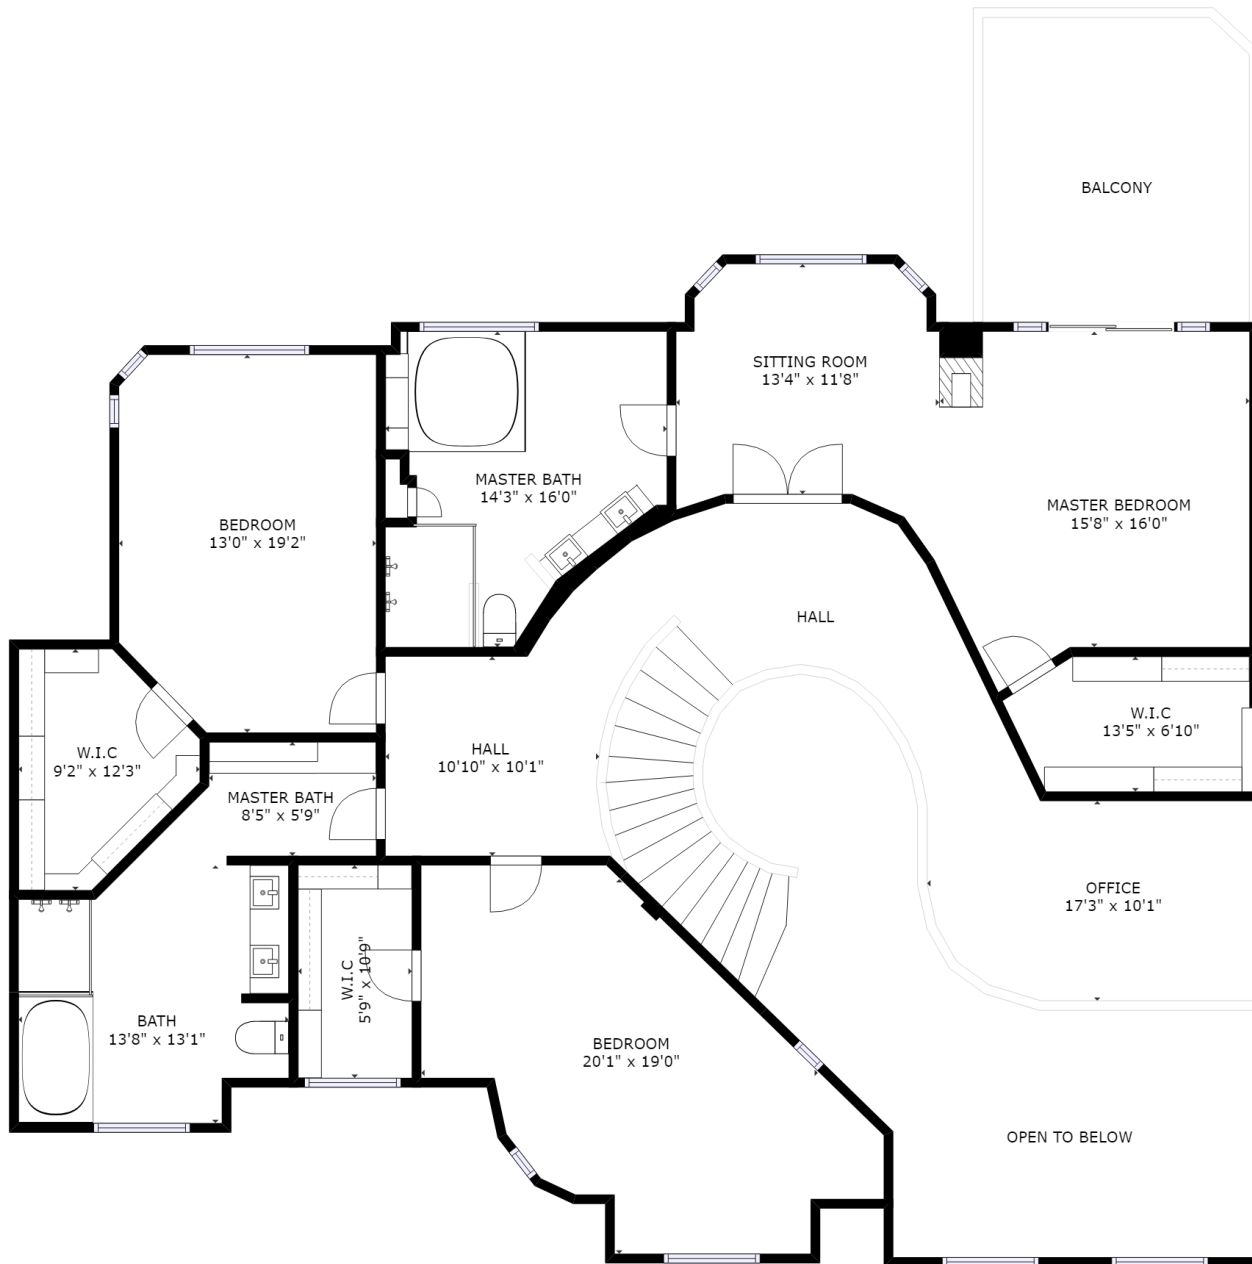 BALCONY
SITTING ROOM
13'4" x 11'8"
MASTER BATH
14'3" x 16'0"
MASTER BEDROOM
15'8" x 16'0"
BEDROOM
13'0" x 19'2"
HALL
W.I.C
13'5" x 6'10"
W.I.C
9'2" x 12'3"
HALL
10'10" x 10'1"
MASTER BATH
8'5" x 5'9"
OFFICE
17'3" x 10'1"
W.I.C
5'9" x 10'9"
BATH
13'8" x 13'1"
BEDROOM
20'1" x 19'0"
OPEN TO BELOW